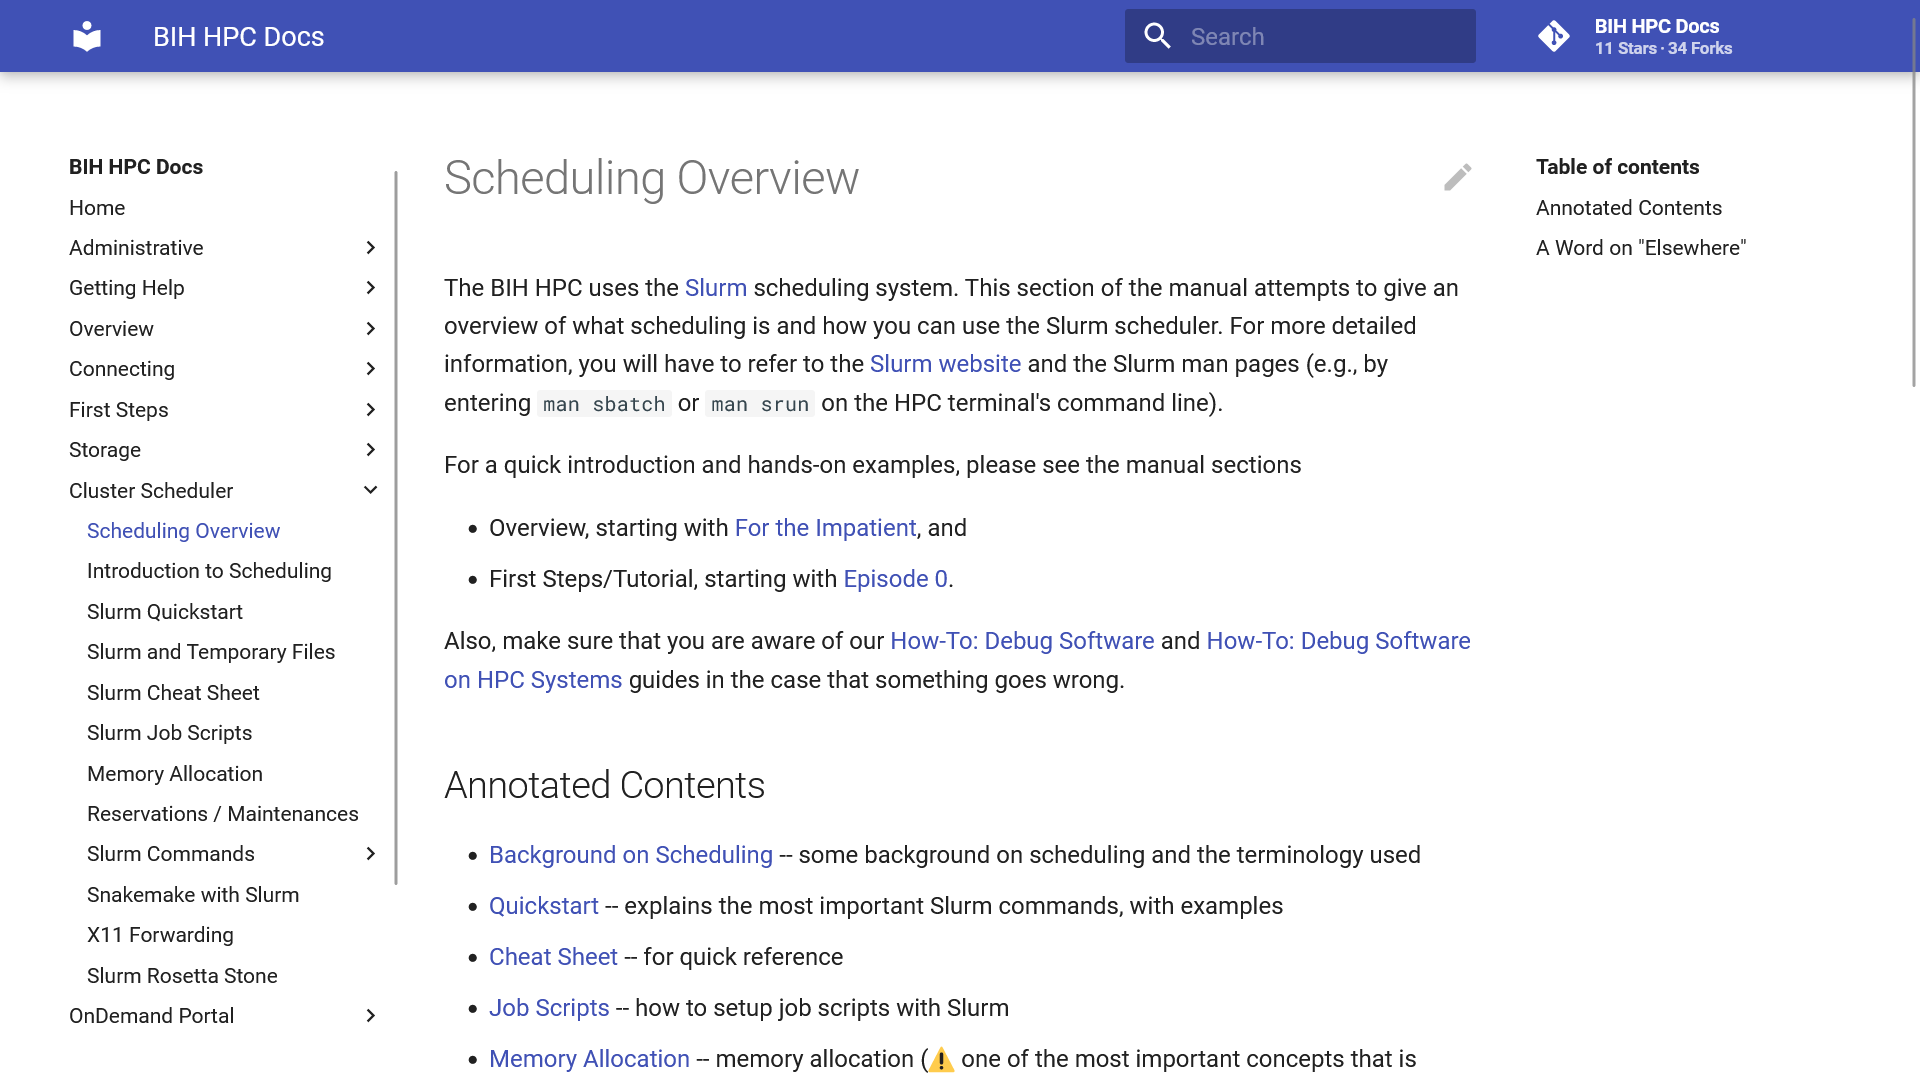 BIH HPC Docs
Search
BIH HPC Docs
11 Stars · 34 Forks
BIH HPC Docs
Home
Administrative
Getting Help
Overview
Connecting
First Steps
Storage
Cluster Scheduler
Scheduling Overview
Introduction to Scheduling
Slurm Quickstart
Slurm and Temporary Files
Slurm Cheat Sheet
Slurm Job Scripts
Memory Allocation
Reservations / Maintenances
Slurm Commands
Snakemake with Slurm
X11 Forwarding
Slurm Rosetta Stone
OnDemand Portal
Scheduling Overview
The BIH HPC uses the Slurm scheduling system. This section of the manual attempts to give an
overview of what scheduling is and how you can use the Slurm scheduler. For more detailed
information, you will have to refer to the Slurm website and the Slurm man pages (e.g., by
entering man sbatch or man srun on the HPC terminal's command line).
For a quick introduction and hands-on examples, please see the manual sections
• Overview, starting with For the Impatient, and
• First Steps/Tutorial, starting with Episode 0.
Also, make sure that you are aware of our How-To: Debug Software and How-To: Debug Software
on HPC Systems guides in the case that something goes wrong.
Annotated Contents
• Background on Scheduling -- some background on scheduling and the terminology used
• Quickstart -- explains the most important Slurm commands, with examples
• Cheat Sheet -- for quick reference
• Job Scripts -- how to setup job scripts with Slurm
• Memory Allocation -- memory allocation (⚠️ one of the most important concepts that is
Table of contents
Annotated Contents
A Word on "Elsewhere"